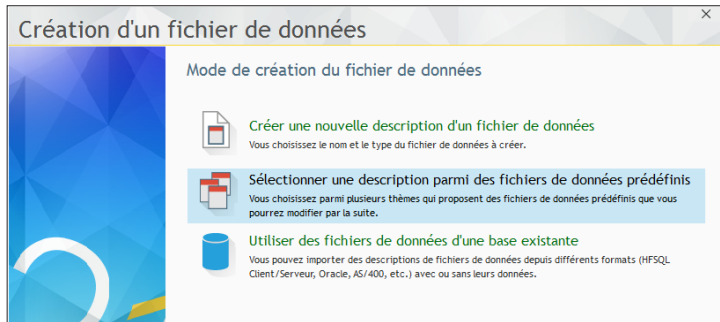 Création d'un fichier de données
Mode de création du fichier de données
Créer une nouvelle description d'un fichier de données
Vous choisissez le nom et le type du fichier de données à créer.
Sélectionner une description parmi des fichiers de données prédéfinis
Vous choisissez parmi plusieurs thèmes qui proposent des fichiers de données prédéfinis que vous
pourrez modifier par la suite.
Utiliser des fichiers de données d'une base existante
Vous pouvez importer des descriptions de fichiers de données depuis différents formats (HFSQL
Client/Serveur, Oracle, AS/400, etc.) avec ou sans leurs données.